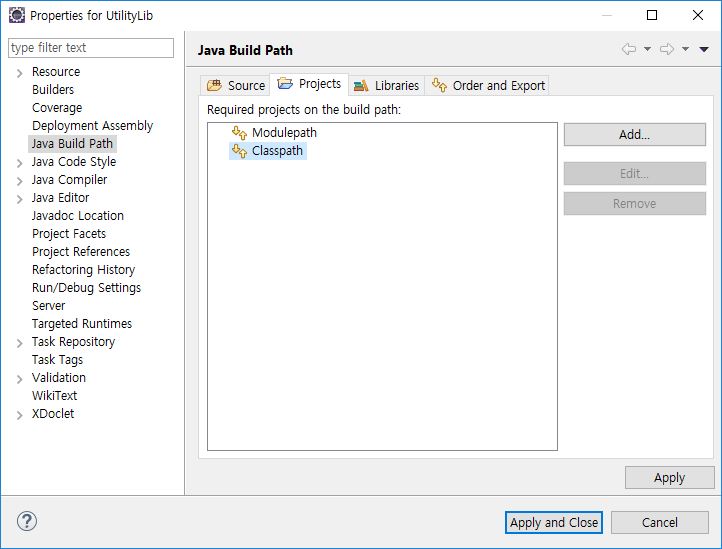 Properties for UtilityLib
type filter text
Resource
Builders
Coverage
Deployment Assembly
Java Build Path
Java Code Style
Java Compiler
Java Editor
Javadoc Location
Project Facets
Project References
Refactoring History
Run/Debug Settings
Server
Targeted Runtimes
Task Repository
Task Tags
Validation
WikiText
XDoclet
Java Build Path
Source Projects Libraries Order and Export
Required projects on the build path:
Modulepath
Classpath
Add...
Edit...
Remove
Apply
? Apply and Close Cancel